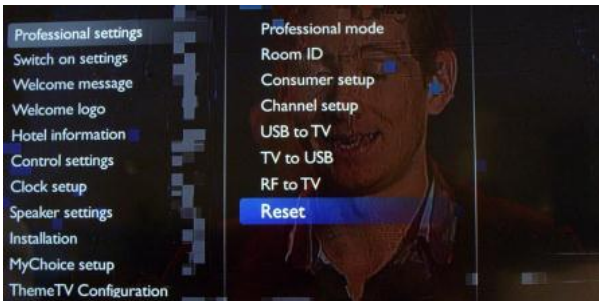 Professional settings
Switch on settings
Welcome message
Welcome logo
Hotel information
Control settings
Clock setup
Speaker settings
Installation
MyChoice setup
ThemeTV Configuration
Professional mode
Room ID
Consumer setup
Channel setup
USB to TV
TV to USB
RF to TV
Reset